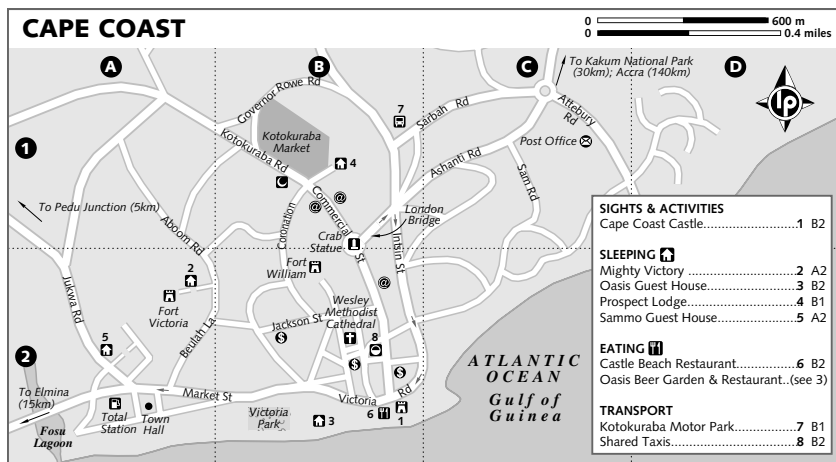 CAPE COAST
0 600 m
0 0.4 miles
A
B
C
D
To Kakum National Park
(30km); Accra (140km)
lp
Governor Rowe Rd
7
Sarbah Rd
Attebury
Rd
Kotokuraba
Market
1
Kotokuraba Rd
4
Ashanti Rd
Post Office
Sam Rd
To Pedu Junction (5km)
Aboom Rd
Coronation
Commercial St
@
@
London
Bridge
Crab
Statue
Intsin St
Fort
William
2
@
Jukwa Rd
Fort
Victoria
Wesley
Methodist
Cathedral
Jackson St
$
8
5
Beulah La
$
$
2
To Elmina
(15km)
Market St
Victoria Rd
Total
Station
Town
Hall
Victoria
Park
3
6
1
Fosu
Lagoon
ATLANTIC
OCEAN
Gulf of
Guinea
SIGHTS & ACTIVITIES
Cape Coast Castle 1 B2
SLEEPING
Mighty Victory 2 A2
Oasis Guest House 3 B2
Prospect Lodge 4 B1
Sammo Guest House 5 A2
EATING
Castle Beach Restaurant 6 B2
Oasis Beer Garden & Restaurant..(see 3)
TRANSPORT
Kotokuraba Motor Park 7 B1
Shared Taxis 8 B2